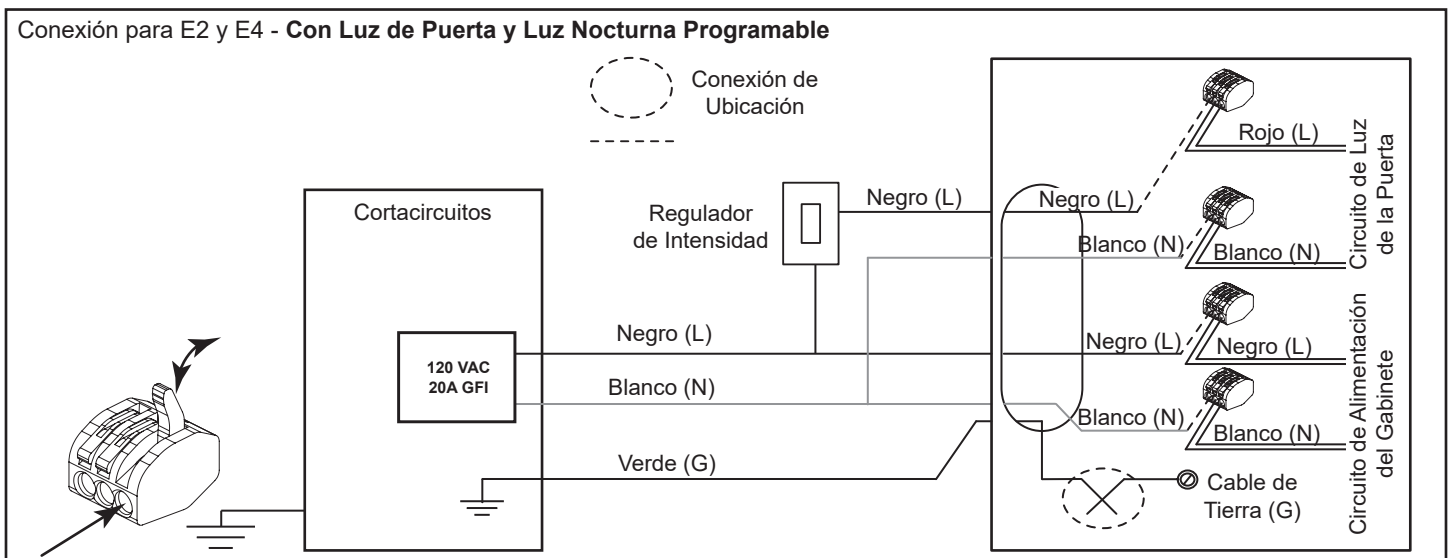 Conexión para E2 y E4 - Con Luz de Puerta y Luz Nocturna Programable
Conexión de
Ubicación
Cortacircuitos
120 VAC
20A GFI
Regulador
de Intensidad
Negro (L)
Negro (L)
Blanco (N)
Verde (G)
Negro (L)
Rojo (L)
Blanco (N)
Blanco (N)
Circuito de Luz
de la Puerta
Negro (L)
Negro (L)
Blanco (N)
Blanco (N)
Circuito de Alimentación
del Gabinete
Cable de
Tierra (G)